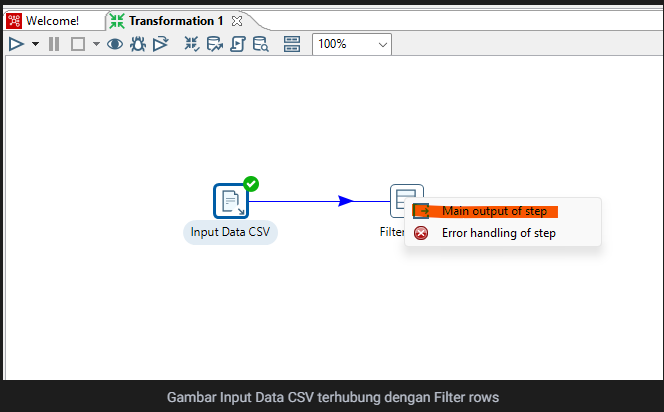 Welcome!
Transformation 1
100%
Input Data CSV
Filter
Main output of step
Error handling of step
Gambar Input Data CSV terhubung dengan Filter rows